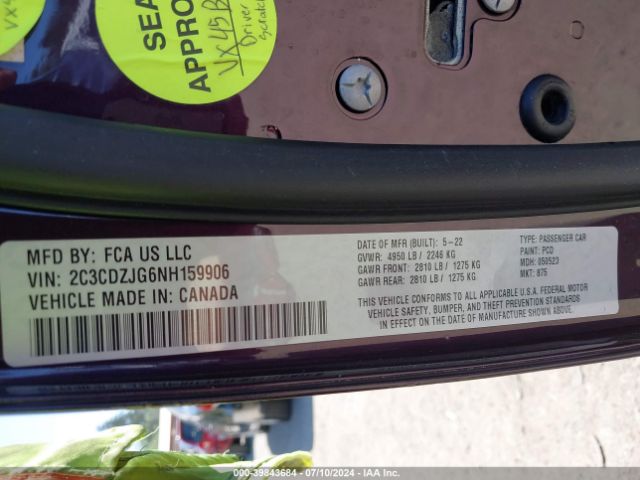 VX4
SEA
APPRO
VX45B
Driver
Scratch
MFD BY: FCA US LLC
VIN: 2C3CDZJG6NH159906
VEHICLE MADE IN: CANADA
DATE OF MFR (BUILT): 5-22
GVWR: 4950 LB / 2246 KG
GAWR FRONT: 2810 LB / 1275 KG
GAWR REAR: 2810 LB / 1275 KG
TYPE: PASSENGER CAR
PAINT: PCD
MDH: 050523
MKT: 875
THIS VEHICLE CONFORMS TO ALL APPLICABLE U.S.A. FEDERAL MOTOR
VEHICLE SAFETY, BUMPER, AND THEFT PREVENTION STANDARDS
IN EFFECT ON THE DATE OF MANUFACTURE SHOWN ABOVE.
000-39843684 - 07/10/2024 - IAA Inc.